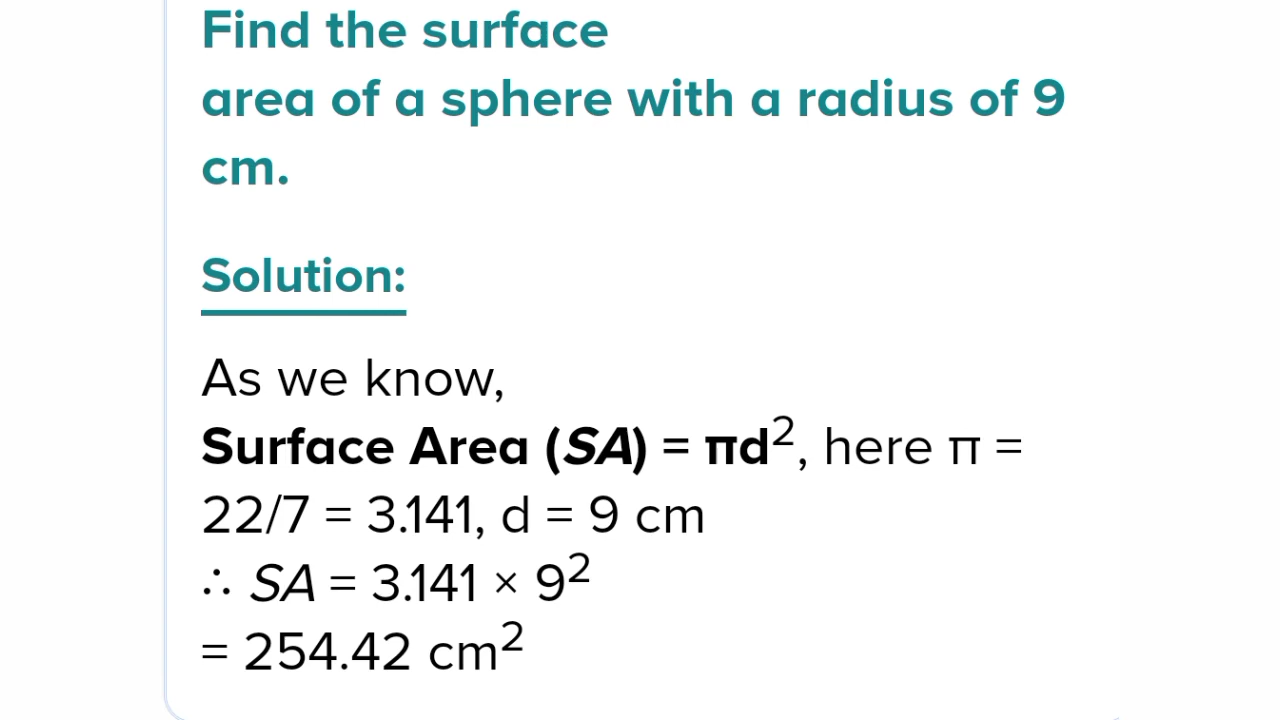 Find the surface
area of a sphere with a radius of 9
cm.
Solution:
As we know,
Surface Area (SA) = πd², here π =
22/7 = 3.141, d = 9 cm
∴ SA = 3.141 × 9²
= 254.42 cm²